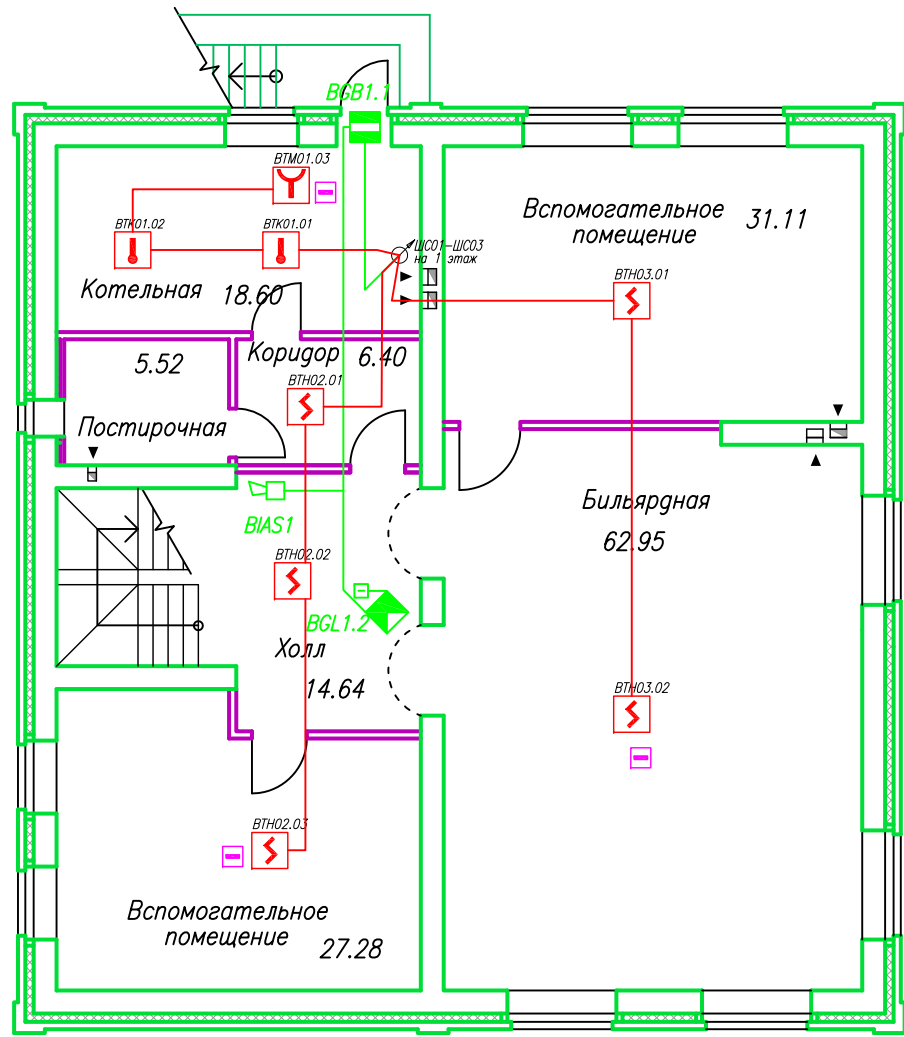 BGB1.1
BTM01.03
BTK01.02
BTK01.01
ШС01-ШС03
на 1 этаж
Вспомогательное
помещение
31.11
BTH03.01
Котельная
18.60
Коридор
6.40
5.52
BTH02.01
Постирочная
Бильярдная
62.95
BIAS1
BTH02.02
BGL1.2
Холл
14.64
BTH03.02
BTH02.03
Вспомогательное
помещение
27.28